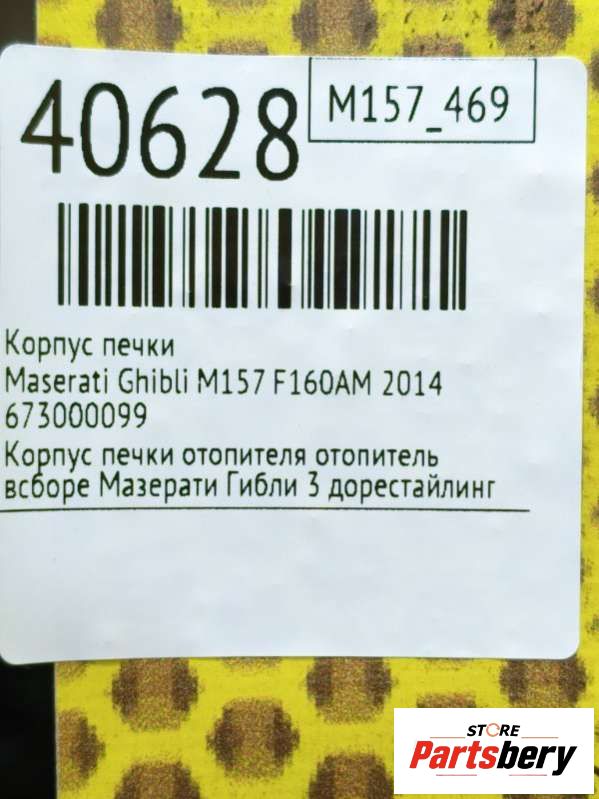 40628
M157_469
Корпус печки
Maserati Ghibli M157 F160AM 2014
673000099
Корпус печки отопителя отопитель
всборе Мазерати Гибли 3 дорестайлинг
STORE
Partsbery